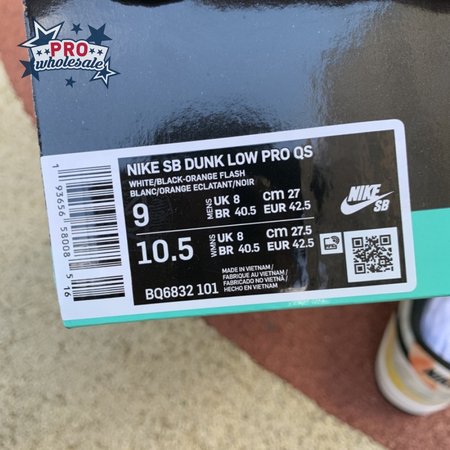 PRO
wholesale
NIKE SB DUNK LOW PRO QS
WHITE/BLACK-ORANGE FLASH
BLANC/ORANGE ECLATANT/NOIR
9 MENS UK 8 CM 27
BR 40.5 EUR 42.5
10.5 WMNS UK 8 CM 27.5
BR 40.5 EUR 42.5
BQ6832 101
MADE IN VIETNAM /
FABRIQUE AU VIETNAM /
FABRICADO NO VIETNÃ /
HECHO EN VIETNAM
NIKE
SB
1 93656 58008 5 16
NIKE